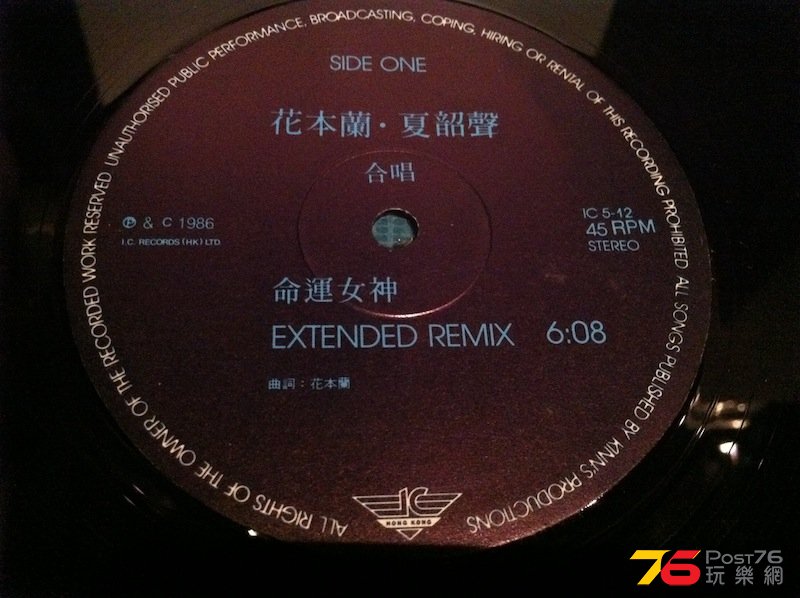 ALL RIGHTS OF THE OWNER OF THE RECORDED WORK RESERVED UNAUTHORISED PUBLIC PERFORMANCE, BROADCASTING, COPING, HIRING OR RENTAL OF THIS RECORDING PROHIBITED ALL SONGS PUBLISHED BY KINN'S PRODUCTIONS
SIDE ONE
花本蘭·夏韶聲
合唱
Ⓟ & C 1986
I.C. RECORDS (HK) LTD.
IC 5-12
45 RPM
STEREO
命運女神
EXTENDED REMIX 6:08
曲詞：花本蘭
IC
HONG KONG
76 POST76
玩樂網